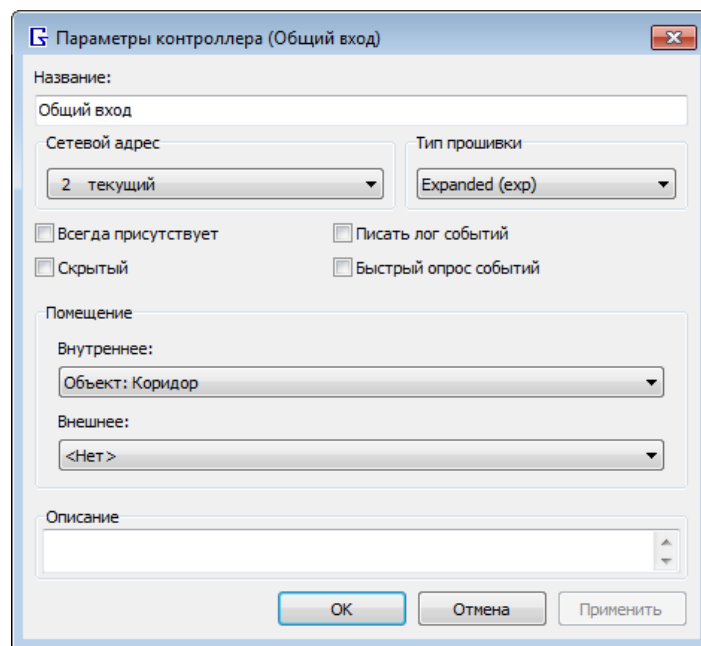 Параметры контроллера (Общий вход)
Название:
Общий вход
Сетевой адрес
Тип прошивки
2 текущий
Expanded (exp)
Всегда присутствует
Писать лог событий
Скрытый
Быстрый опрос событий
Помещение
Внутреннее:
Объект: Коридор
Внешнее:
<Нет>
Описание
OK
Отмена
Применить